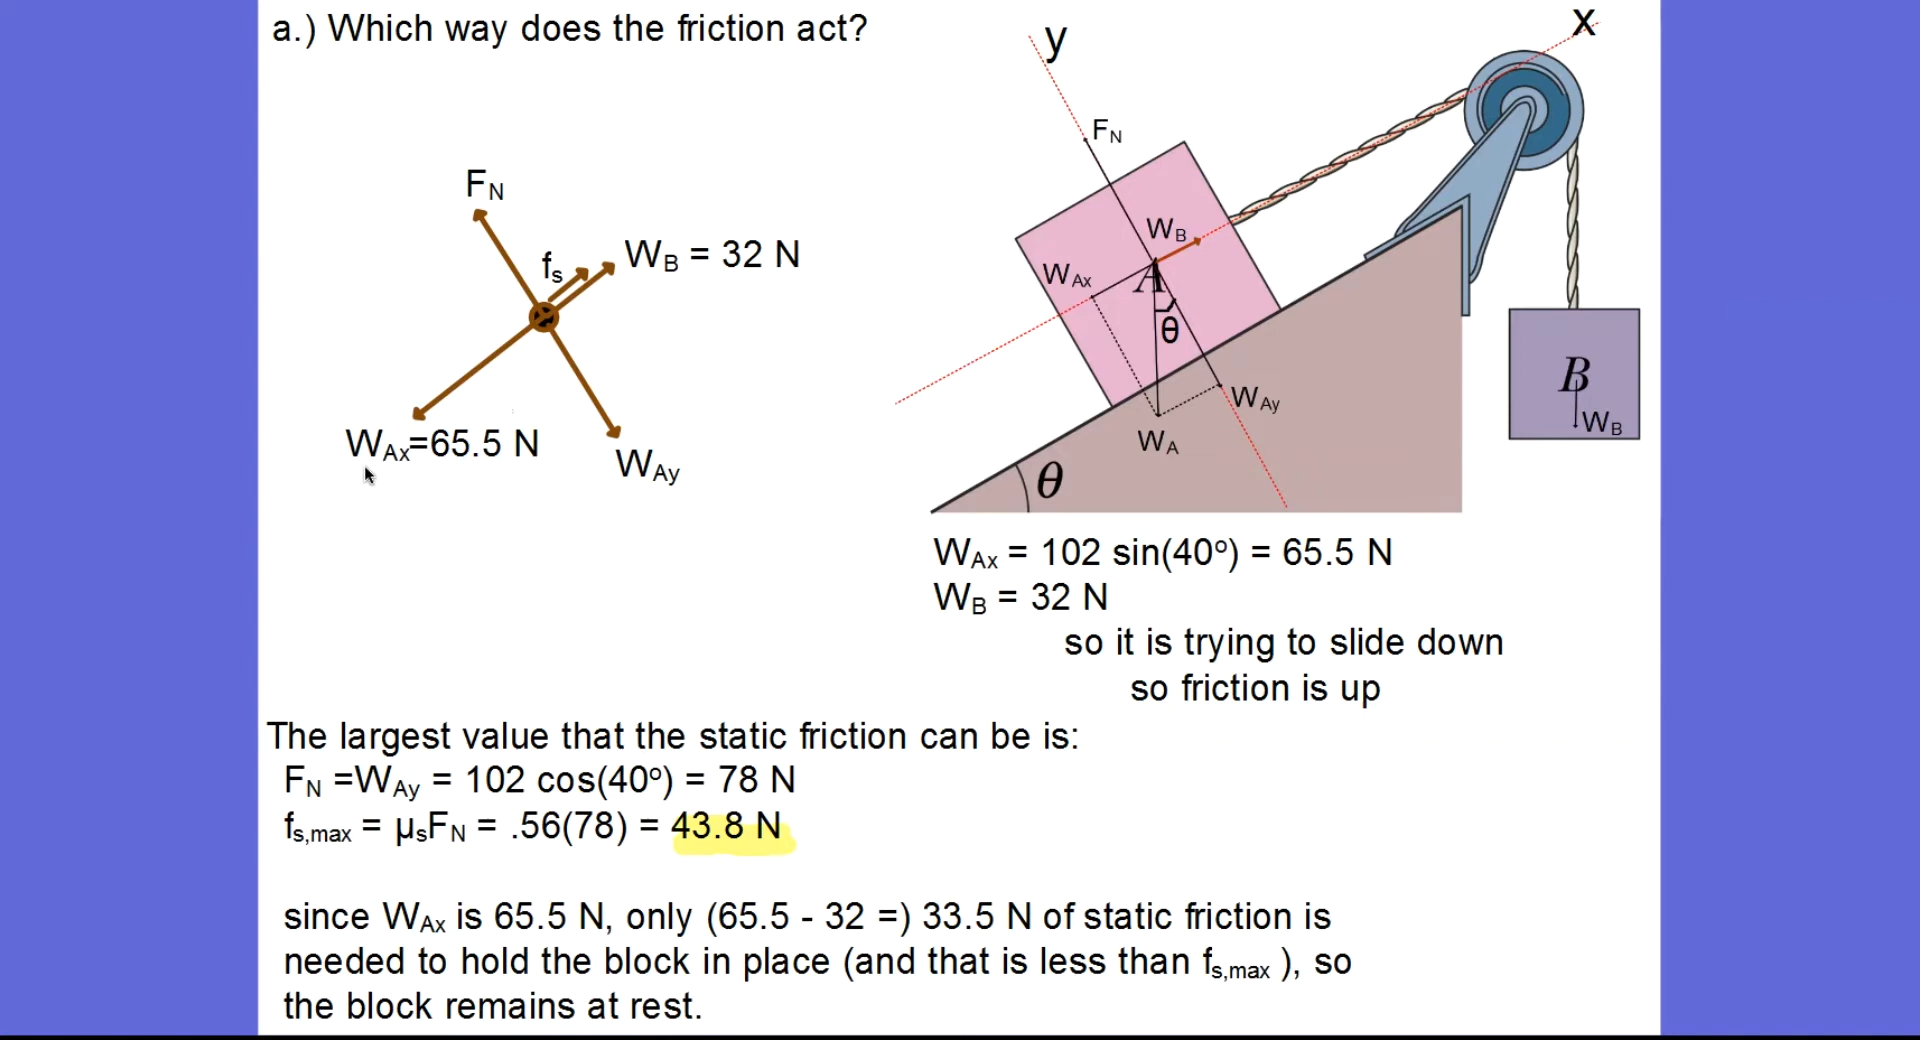 a.) Which way does the friction act?
x
y
FN
FN
fs
WB = 32 N
WB
WAx
A
θ
WAx=65.5 N
WAy
B
WB
WAy
WA
θ
WAx = 102 sin(40o) = 65.5 N
WB = 32 N
so it is trying to slide down
so friction is up
The largest value that the static friction can be is:
FN =WAy = 102 cos(40o) = 78 N
fs,max = μsFN = .56(78) = 43.8 N
since WAx is 65.5 N, only (65.5 - 32 =) 33.5 N of static friction is
needed to hold the block in place (and that is less than fs,max ), so
the block remains at rest.